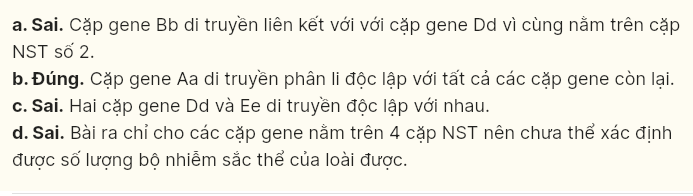 a. Sai. Cặp gene Bb di truyền liên kết với với cặp gene Dd vì cùng nằm trên cặp
NST số 2.
b. Đúng. Cặp gene Aa di truyền phân li độc lập với tất cả các cặp gene còn lại.
c. Sai. Hai cặp gene Dd và Ee di truyền độc lập với nhau.
d. Sai. Bài ra chỉ cho các cặp gene nằm trên 4 cặp NST nên chưa thể xác định
được số lượng bộ nhiễm sắc thể của loài được.